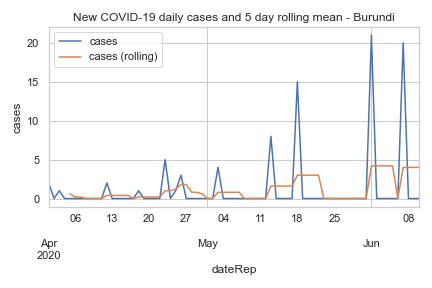 New COVID-19 daily cases and 5 day rolling mean - Burundi
cases
cases (rolling)
cases
20
15
10
5
0
06 13 20 27 04 11 18 25 08
Apr May Jun
2020
dateRep